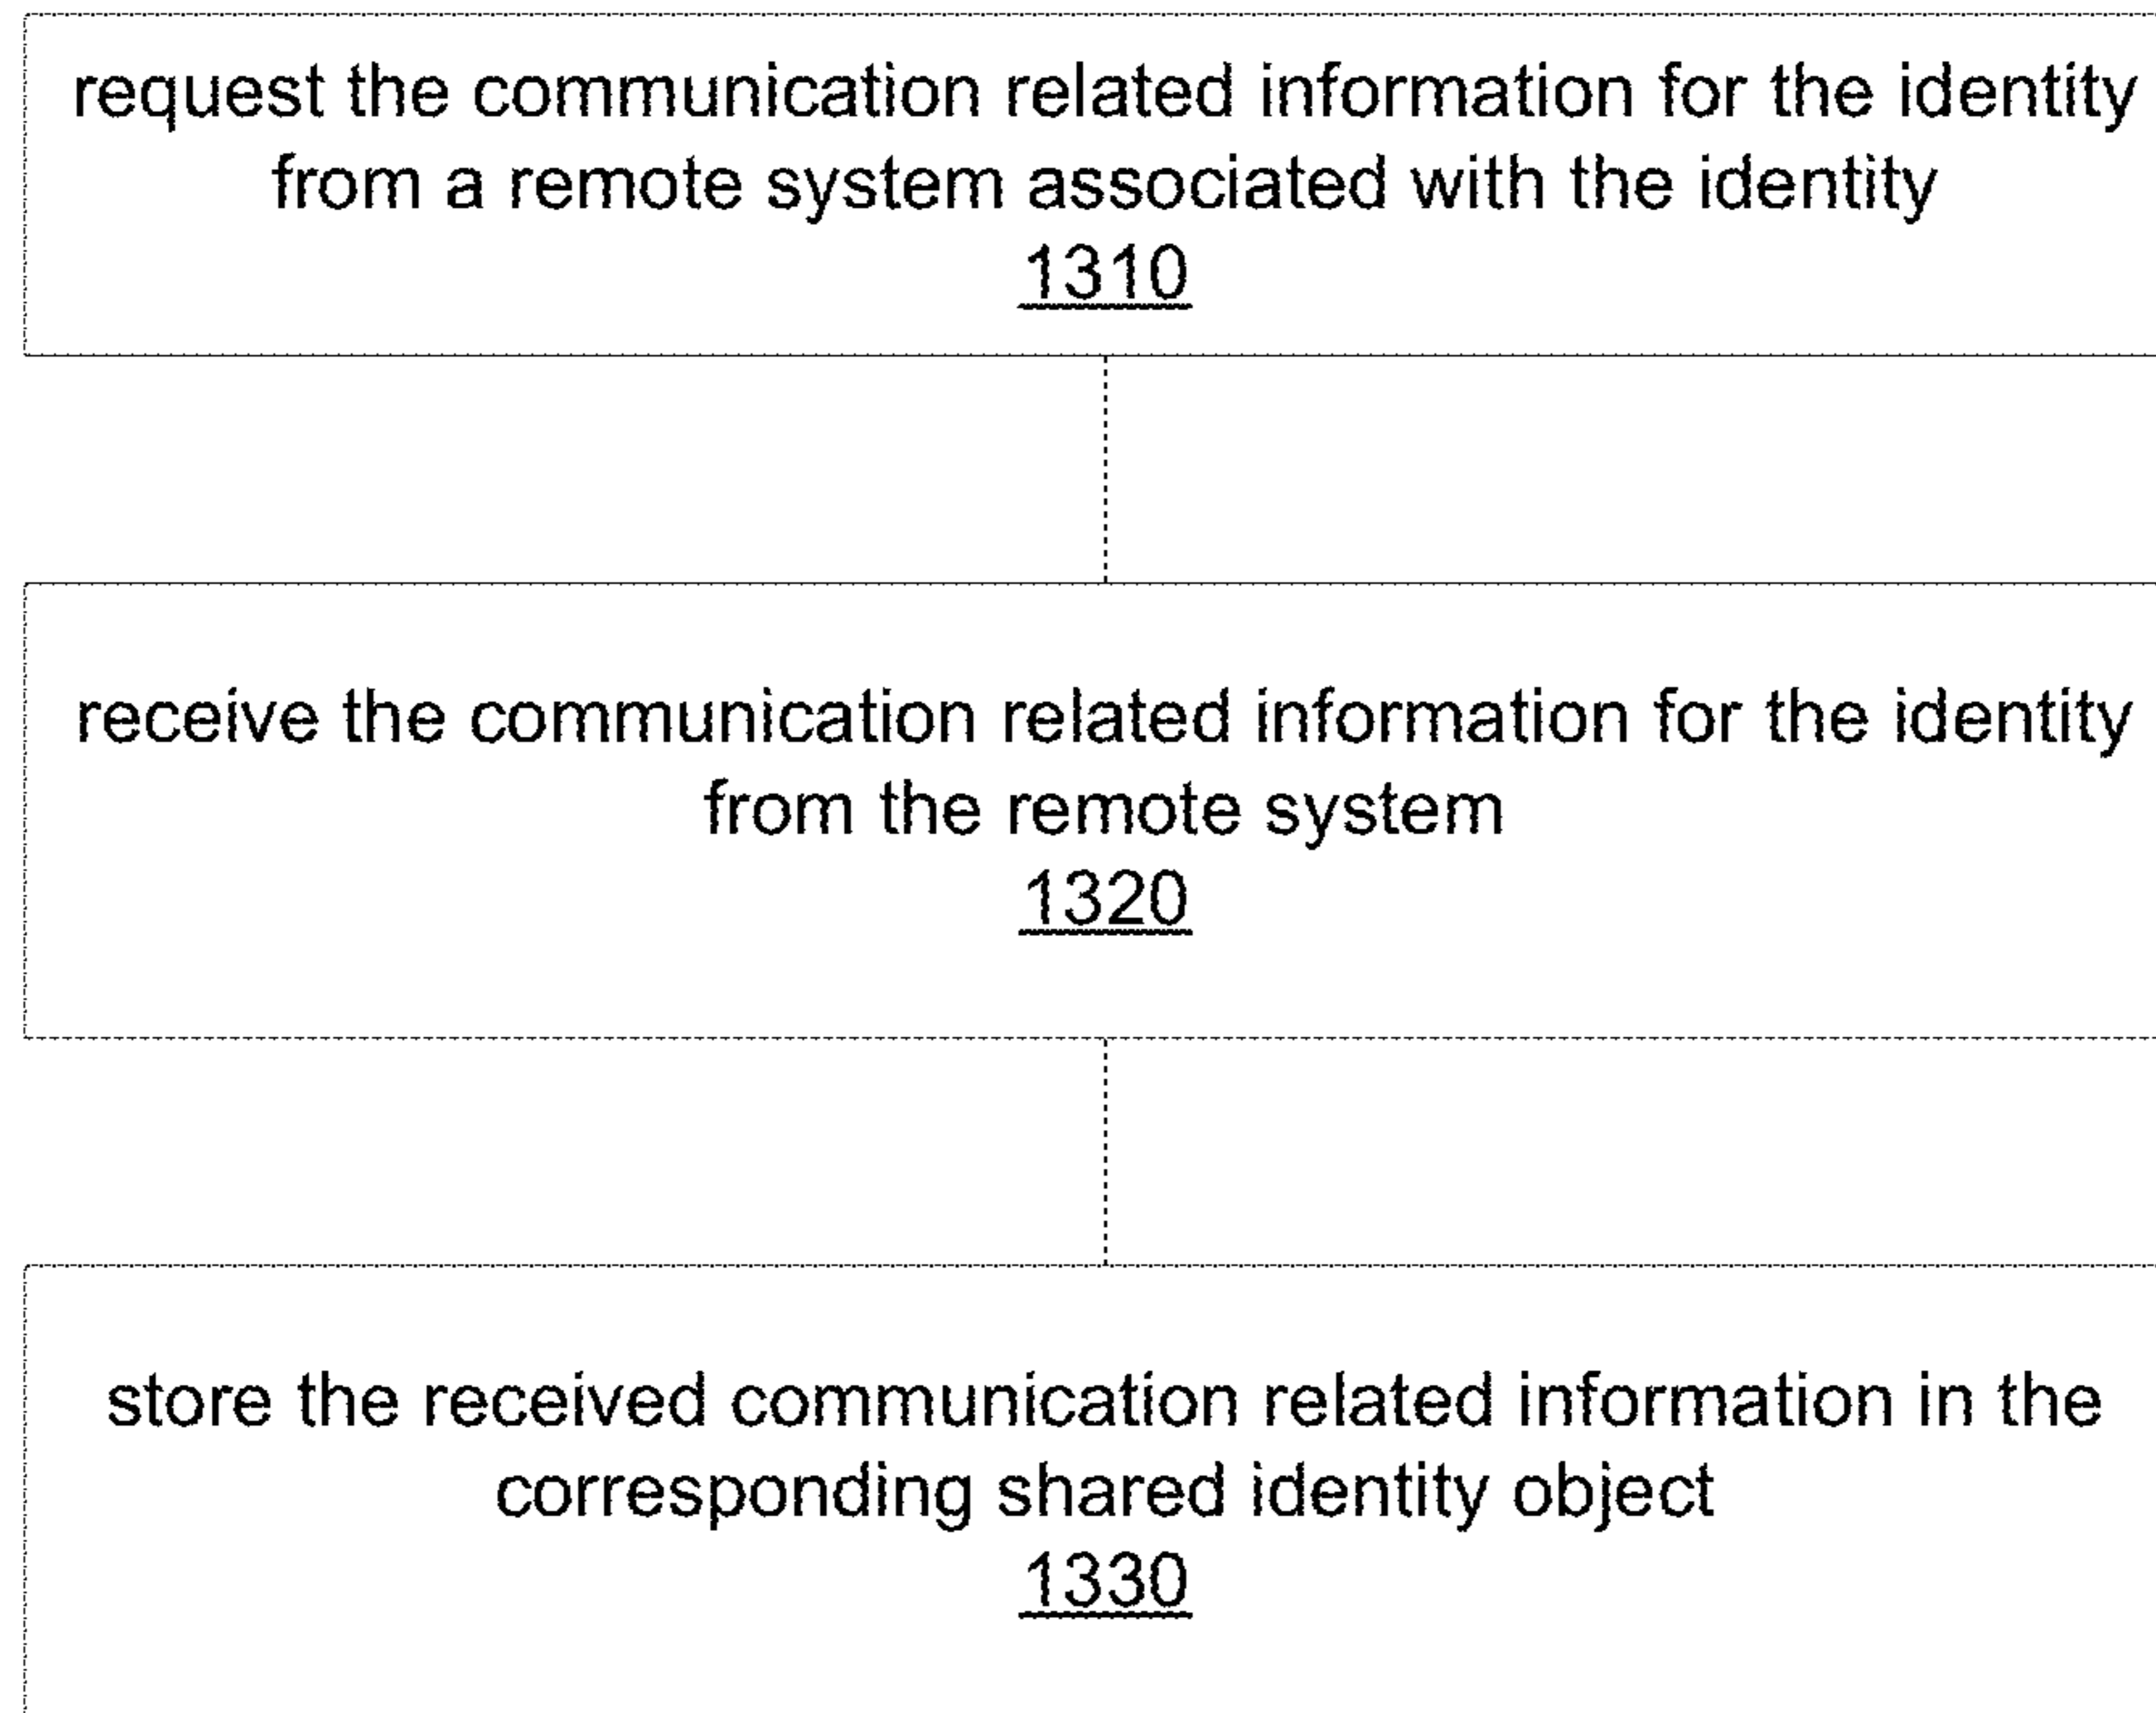 request the communication related information for the identity
from a remote system associated with the identity
1310
receive the communication related information for the identity
from the remote system
1320
store the received communication related information in the
corresponding shared identity object
1330